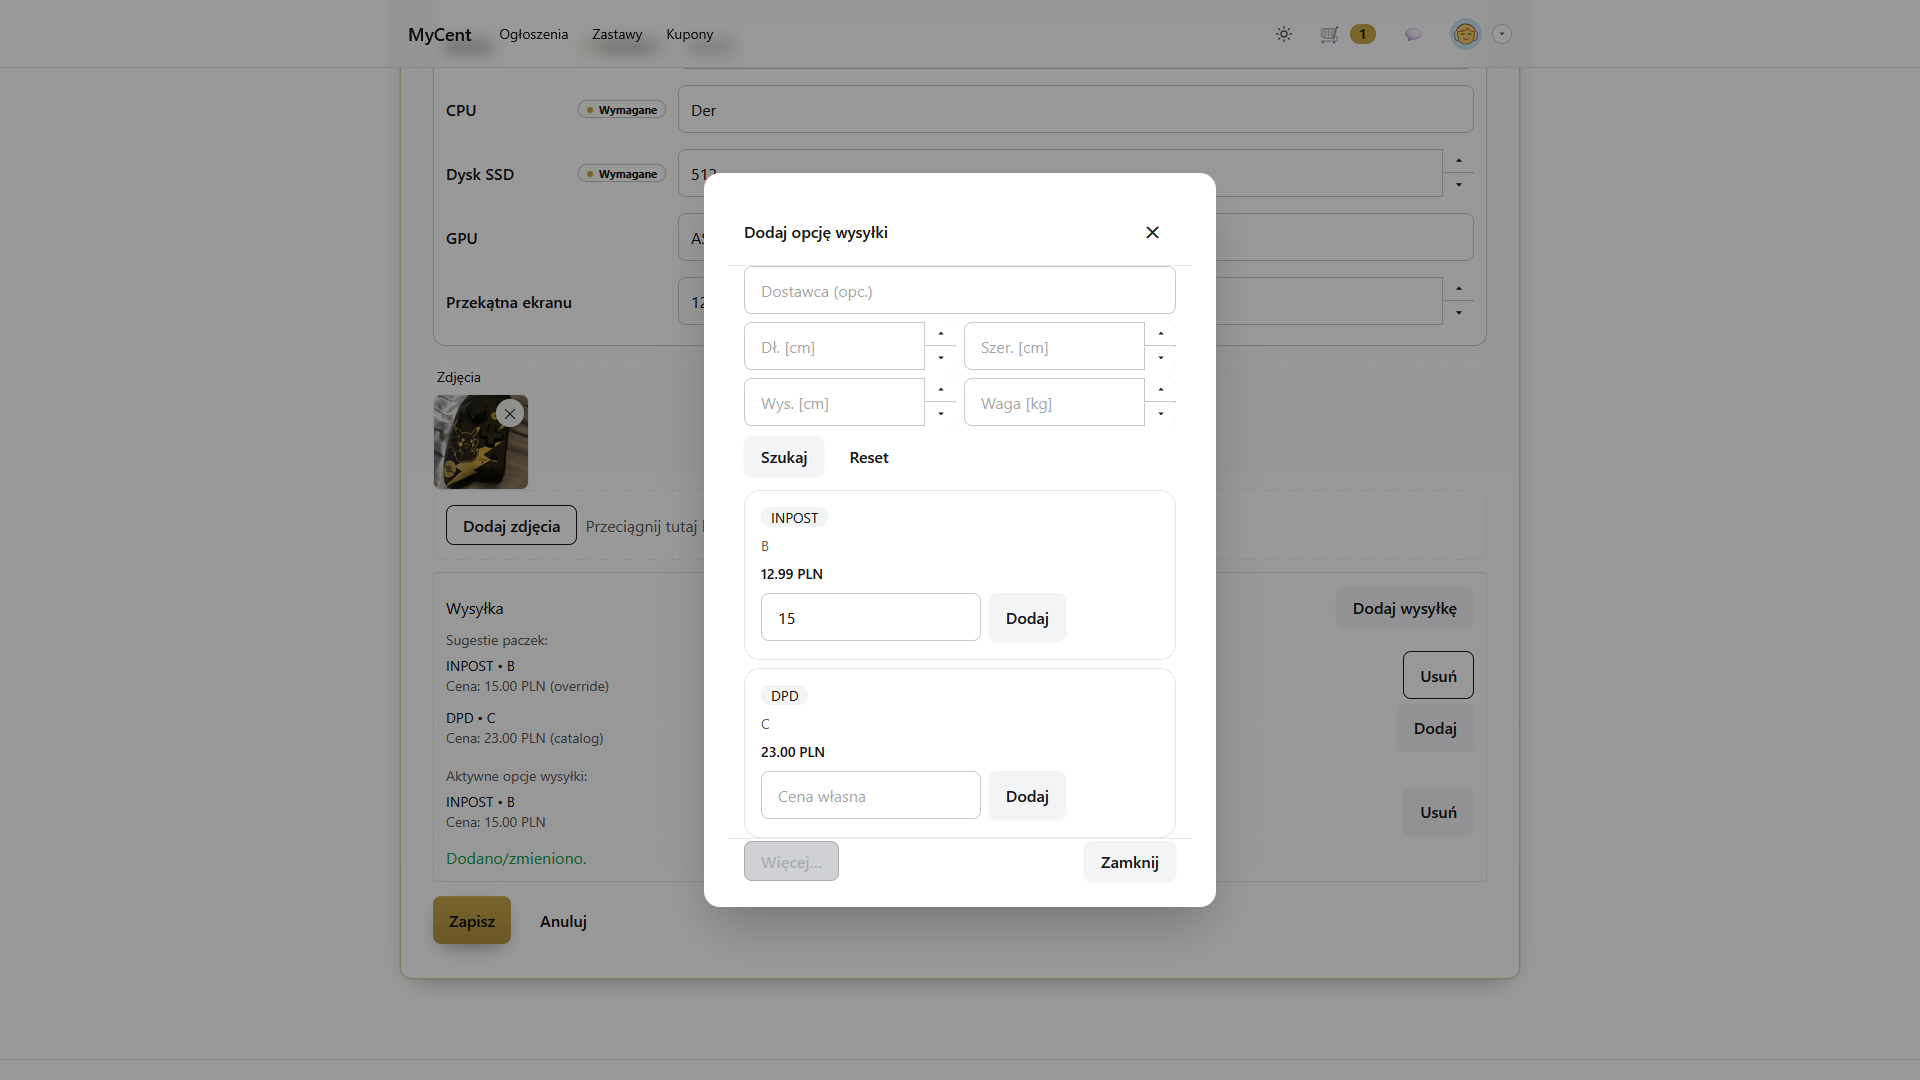 MyCent Ogłoszenia Zastawy Kupony 1
CPU Wymagane Der
Dysk SSD Wymagane 512
GPU
Przekątna ekranu 12
Zdjęcia
Dodaj zdjęcia Przeciągnij tutaj
Wysyłka Dodaj wysyłkę
Sugestie paczek:
INPOST • B
Cena: 15.00 PLN (override) Usuń
DPD • C
Cena: 23.00 PLN (catalog) Dodaj
Aktywne opcje wysyłki:
INPOST • B
Cena: 15.00 PLN Usuń
Dodano/zmieniono.
Zapisz Anuluj
Dodaj opcję wysyłki
Dostawca (opc.)
Dł. [cm] Szer. [cm]
Wys. [cm] Waga [kg]
Szukaj Reset
INPOST
B
12.99 PLN
15 Dodaj
DPD
C
23.00 PLN
Cena własna Dodaj
Więcej... Zamknij